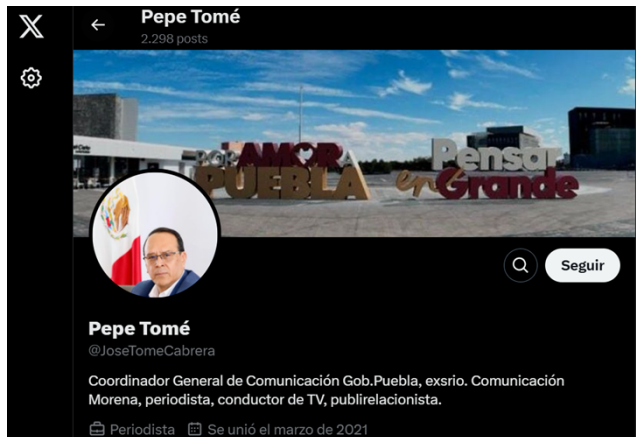 Pepe Tomé
2.298 posts
POR AMOR A
PUEBLA
Pensar
en Grande
Seguir
Pepe Tomé
@JoseTomeCabrera
Coordinador General de Comunicación Gob.Puebla, exsrio. Comunicación
Morena, periodista, conductor de TV, publirelacionista.
Periodista Se unió el marzo de 2021